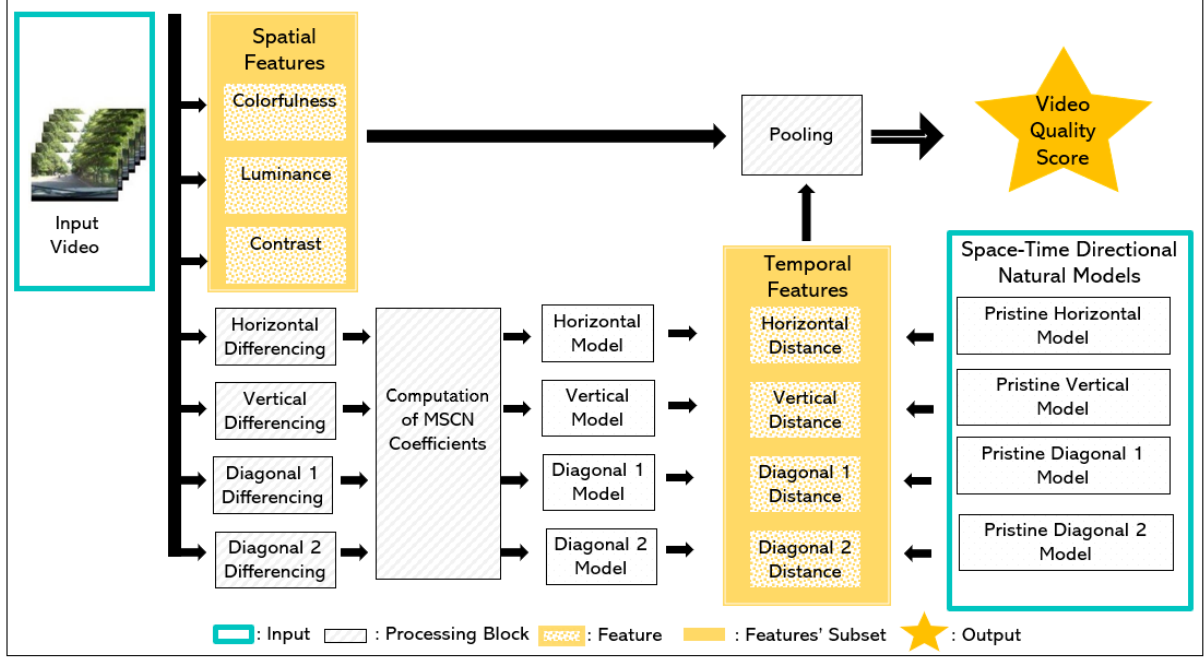 Input
Video
Spatial
Features
Colorfulness
Luminance
Contrast
Pooling
Video
Quality
Score
Horizontal
Differencing
Vertical
Differencing
Diagonal 1
Differencing
Diagonal 2
Differencing
Computation
of MSCN
Coefficients
Horizontal
Model
Vertical
Model
Diagonal 1
Model
Diagonal 2
Model
Temporal
Features
Horizontal
Distance
Vertical
Distance
Diagonal 1
Distance
Diagonal 2
Distance
Space-Time Directional
Natural Models
Pristine Horizontal
Model
Pristine Vertical
Model
Pristine Diagonal 1
Model
Pristine Diagonal 2
Model
: Input : Processing Block : Feature : Features' Subset : Output